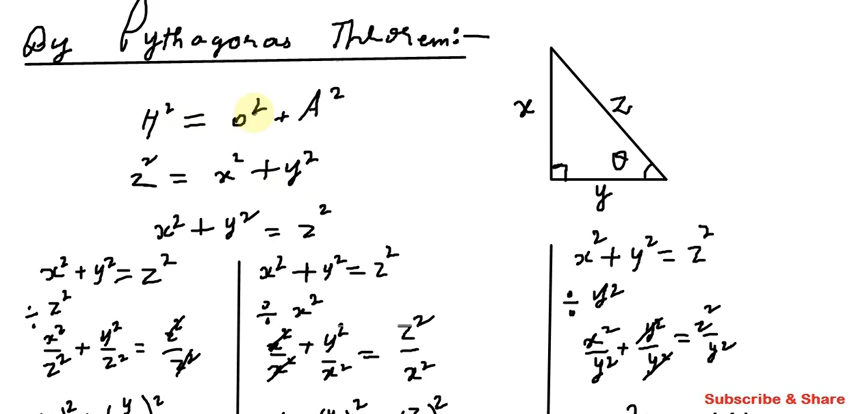 By Pythagoras Theorem:-
H² = O² + A²
z² = x² + y²
x² + y² = z²
x
z
θ
y
x² + y² = z²
÷ z²
x²/z² + y²/z² = z²/z²
x² + y² = z²
÷ x²
x²/x² + y²/x² = z²/x²
x² + y² = z²
÷ y²
x²/y² + y²/y² = z²/y²
Subscribe & Share